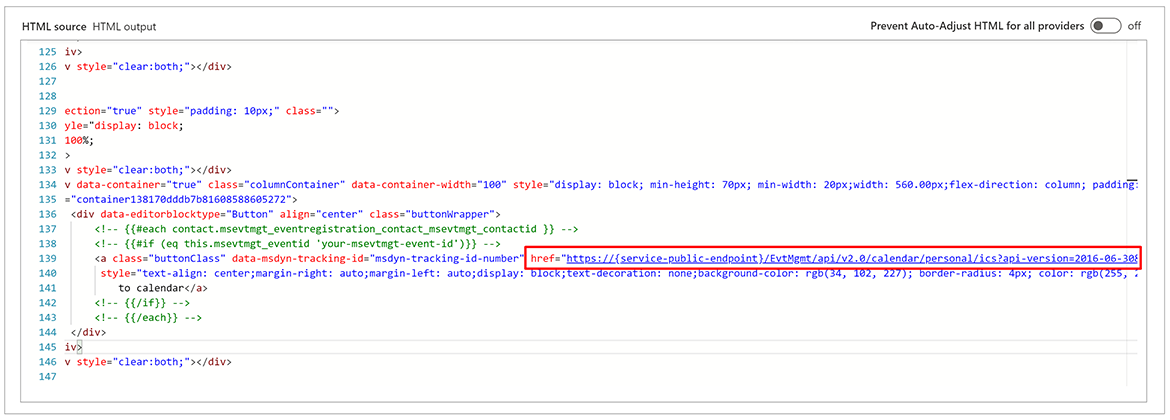 HTML source HTML output Prevent Auto-Adjust HTML for all providers off
125 iv>
126 v style="clear:both;"></div>
127
128
129 ection="true" style="padding: 10px;" class="">
130 yle="display: block;
131 100%;
132 >
133 v style="clear:both;"></div>
134 v data-container="true" class="columnContainer" data-container-width="100" style="display: block; min-height: 70px; min-width: 20px;width: 560.00px;flex-direction: column; padding:
135 ="container138170dddb7b81608588605272">
136 <div data-editorblocktype="Button" align="center" class="buttonWrapper">
137 <!-- {{#each contact.msevtmgt_eventregistration_contact_msevtmgt_contactid }} -->
138 <!-- {{#if (eq this.msevtmgt_eventid 'your-msevtmgt-event-id')}} -->
139 <a class="buttonClass" data-msdyn-tracking-id="msdyn-tracking-id-number" href="https://{service-public-endpoint}/EvtMgmt/api/v2.0/calendar/personal/ics?api-version=2016-06-308
140 style="text-align: center;margin-right: auto;margin-left: auto;display: block;text-decoration: none;background-color: rgb(34, 102, 227); border-radius: 4px; color: rgb(255, 2
141 to calendar</a>
142 <!-- {{/if}} -->
143 <!-- {{/each}} -->
144 </div>
145 iv>
146 v style="clear:both;"></div>
147